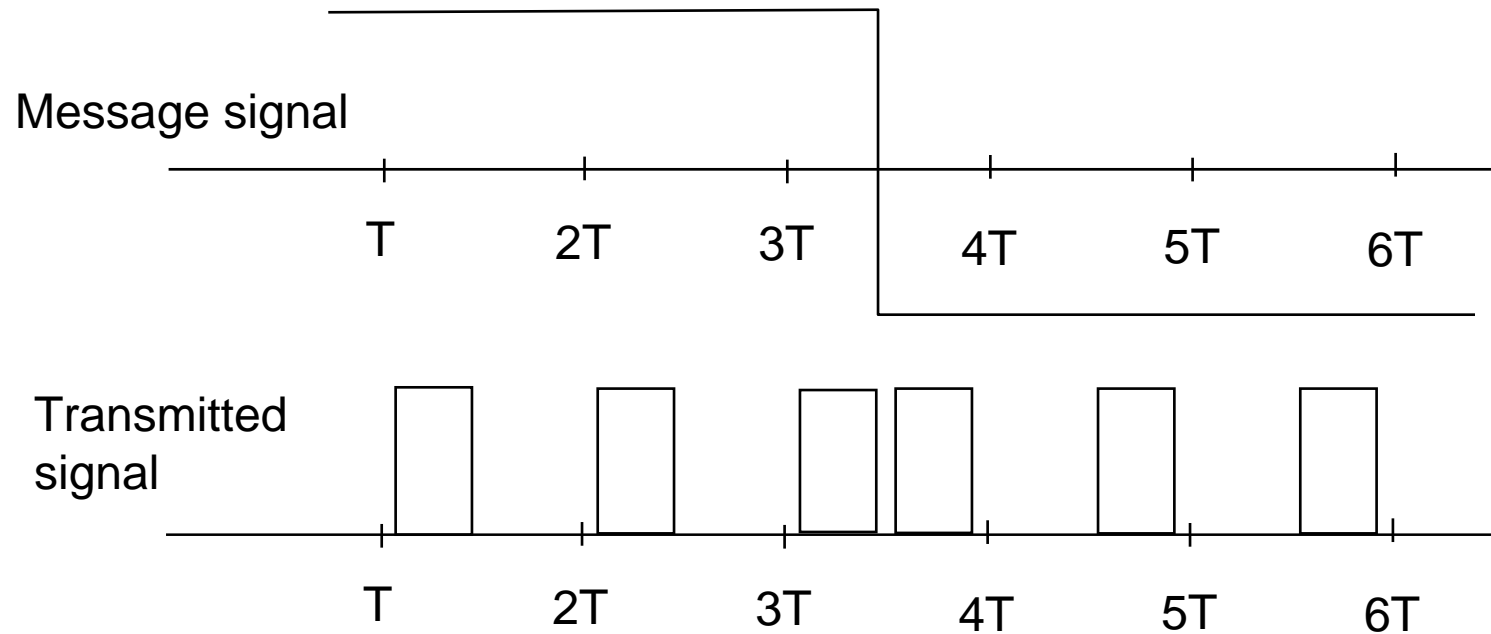 Message signal
T 2T 3T 4T 5T 6T
Transmitted
signal
T 2T 3T 4T 5T 6T